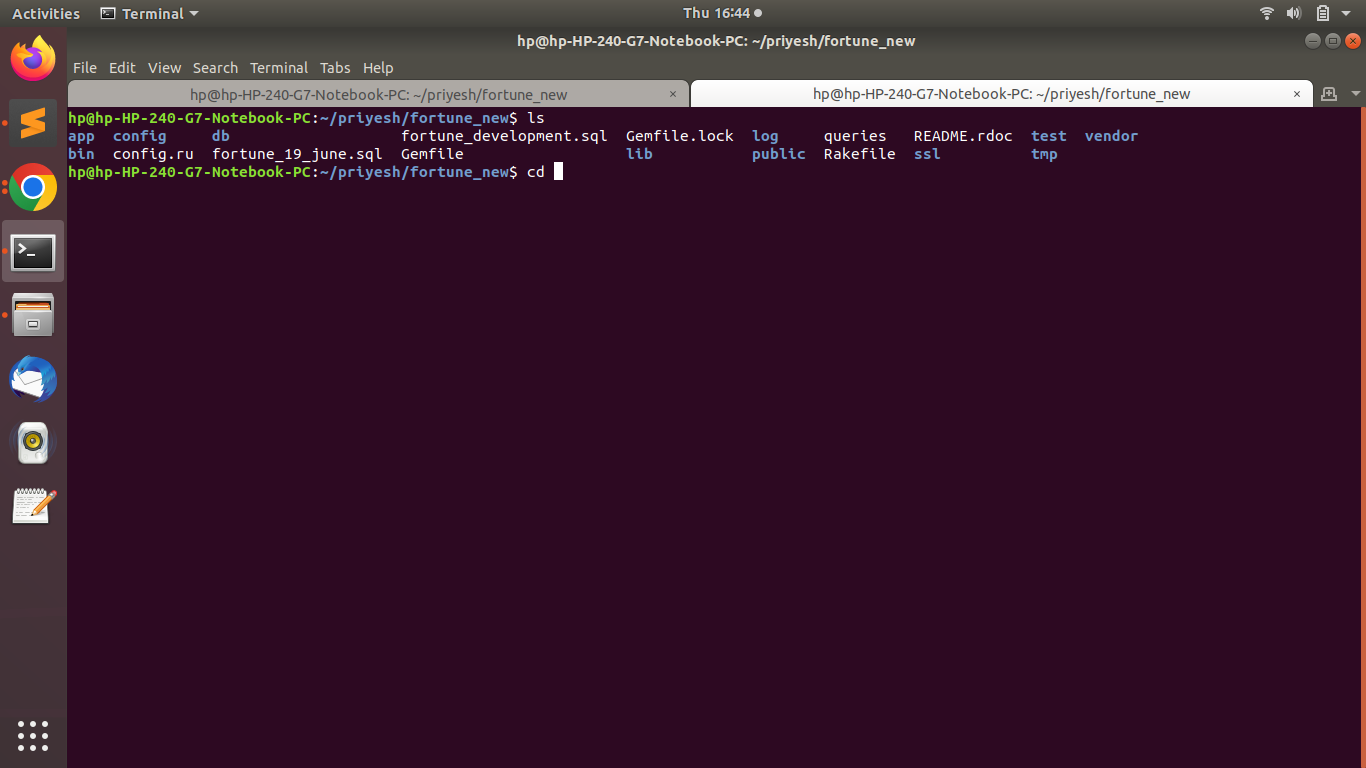 Activities Terminal Thu 16:44
hp@hp-HP-240-G7-Notebook-PC: ~/priyesh/fortune_new
File Edit View Search Terminal Tabs Help
hp@hp-HP-240-G7-Notebook-PC: ~/priyesh/fortune_new × hp@hp-HP-240-G7-Notebook-PC: ~/priyesh/fortune_new ×
hp@hp-HP-240-G7-Notebook-PC:~/priyesh/fortune_new$ ls
app config db fortune_development.sql Gemfile.lock log queries README.rdoc test vendor
bin config.ru fortune_19_june.sql Gemfile lib public Rakefile ssl tmp
hp@hp-HP-240-G7-Notebook-PC:~/priyesh/fortune_new$ cd